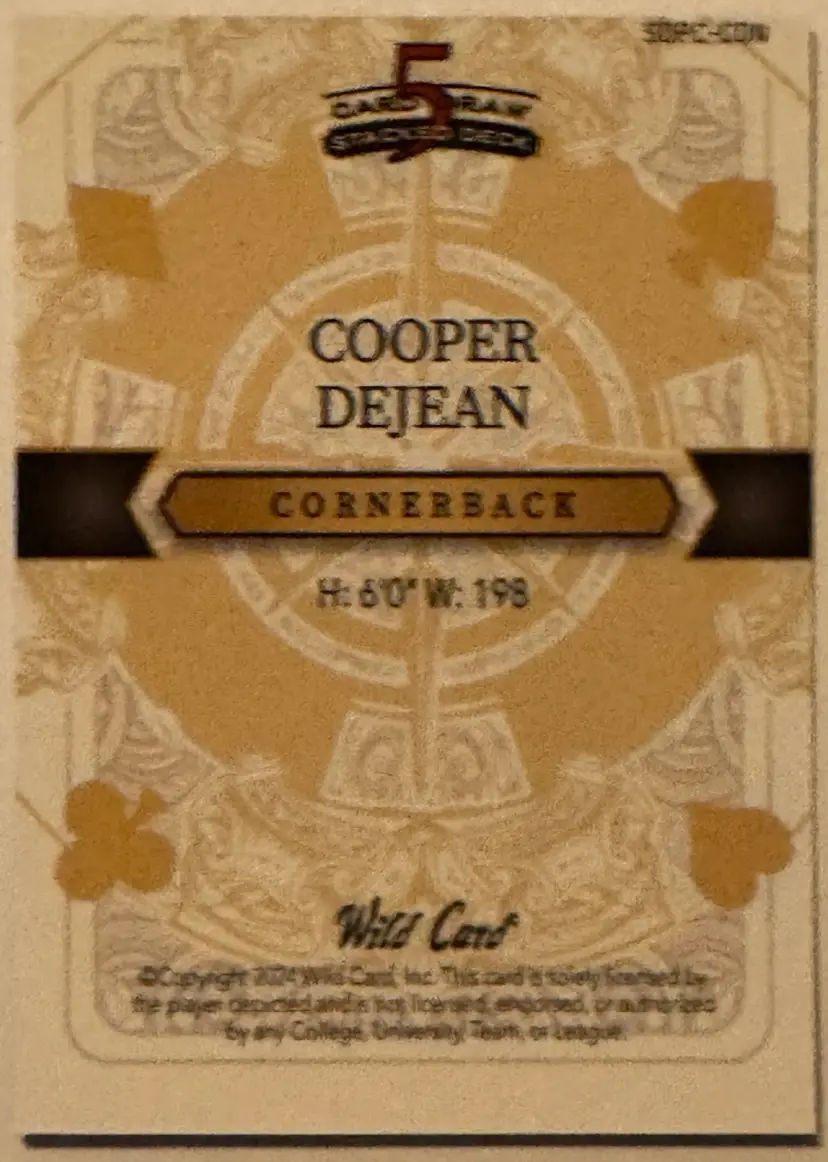 5
CARD DRAW
STACKED DECK
COOPER
DEJEAN
CORNERBACK
H: 6'0" W: 198
Wild Card
©Copyright 2024 Wild Card, Inc. This card is solely licensed by
the player depicted and is not licensed, endorsed, or authorized
by any College, University, Team, or League.